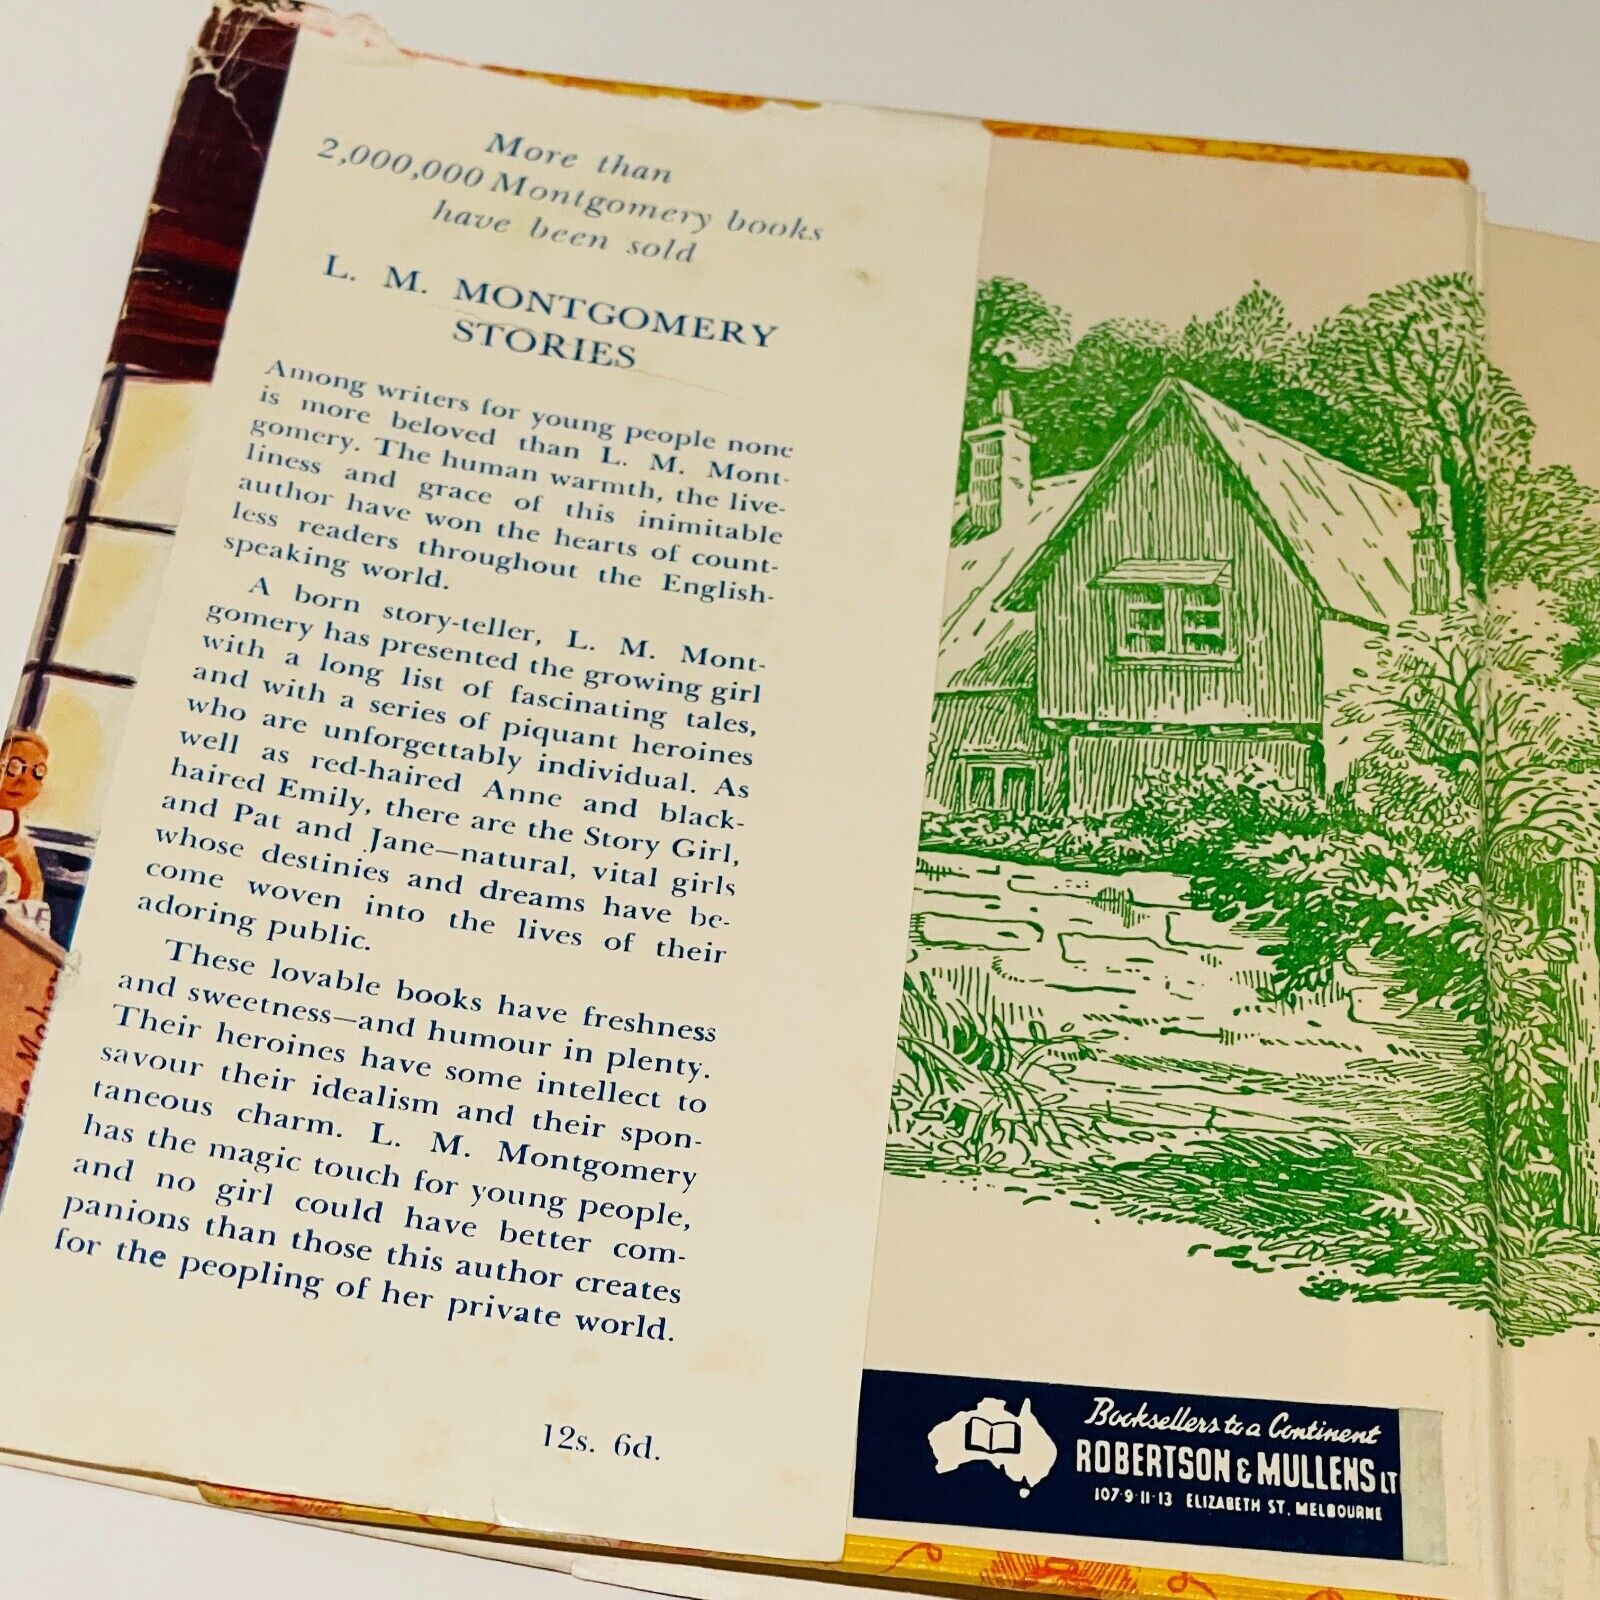 More than
2,000,000 Montgomery books
have been sold
L. M. MONTGOMERY
STORIES
Among writers for young people none
is more beloved than L. M. Mont-
gomery. The human warmth, the live-
liness and grace of this inimitable
author have won the hearts of count-
less readers throughout the English-
speaking world.
A born story-teller, L. M. Mont-
gomery has presented the growing girl
with a long list of fascinating tales,
and with a series of piquant heroines
who are unforgettably individual. As
well as red-haired Anne and black-
haired Emily, there are the Story Girl,
and Pat and Jane—natural, vital girls
whose destinies and dreams have be-
come woven into the lives of their
adoring public.
These lovable books have freshness
and sweetness—and humour in plenty.
Their heroines have some intellect to
savour their idealism and their spon-
taneous charm. L. M. Montgomery
has the magic touch for young people,
and no girl could have better com-
panions than those this author creates
for the peopling of her private world.
12s. 6d.
Booksellers to a Continent
ROBERTSON & MULLENS LT
107-9-11-13 ELIZABETH ST. MELBOURNE